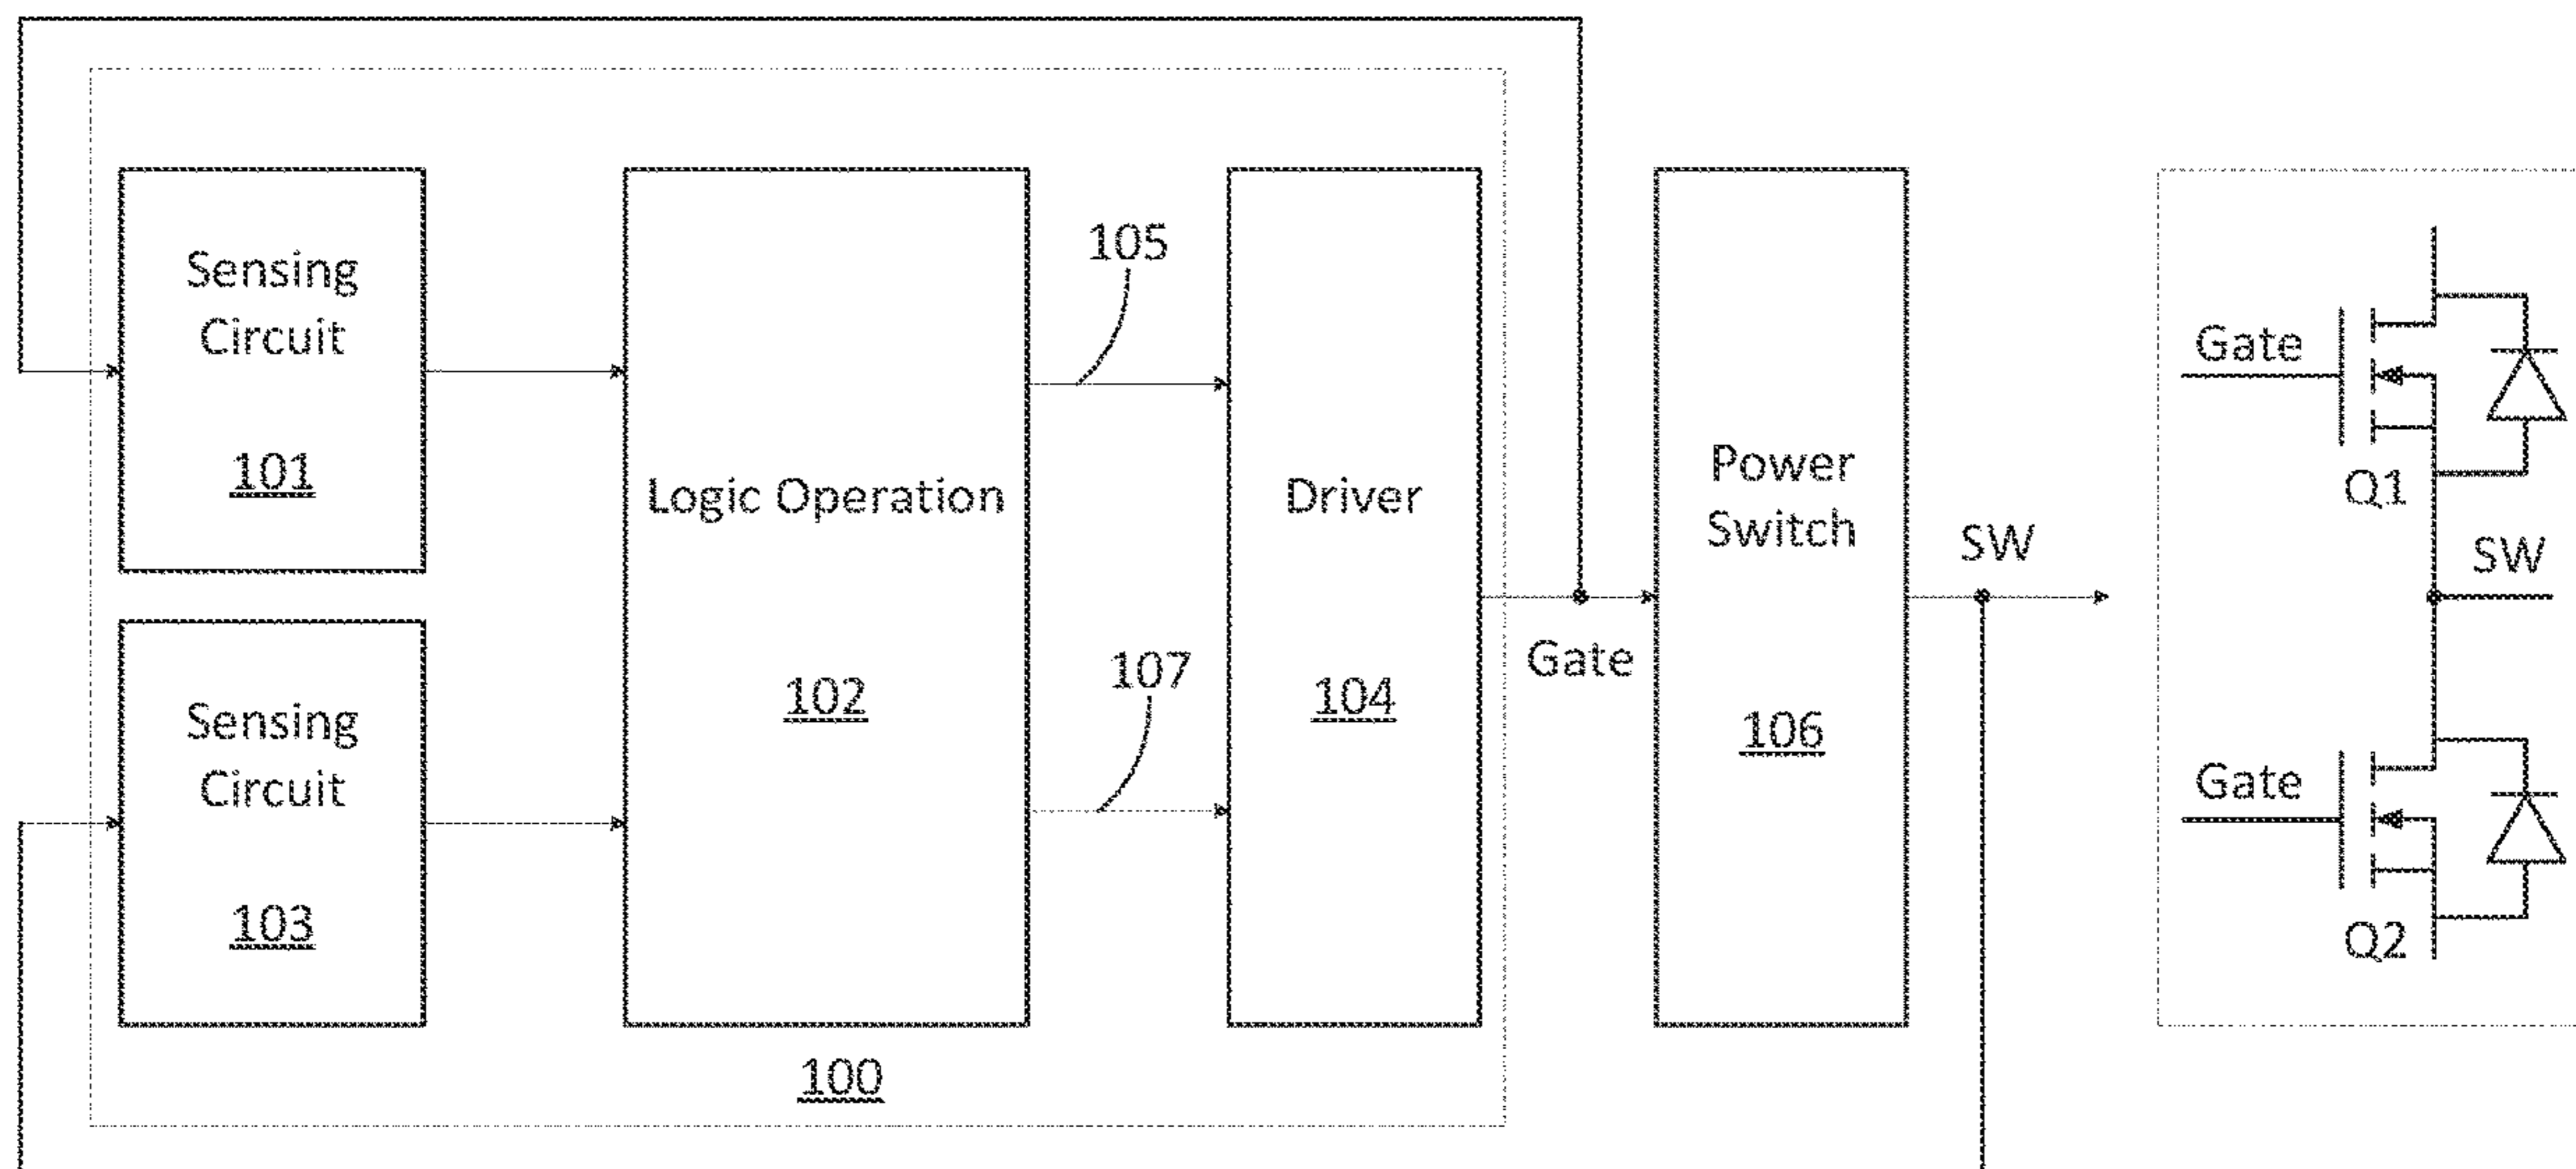 Sensing
Circuit
101
Logic Operation
102
105
107
Driver
104
Sensing
Circuit
103
100
Gate
Power
Switch
106
SW
Gate
Q1
SW
Gate
Q2